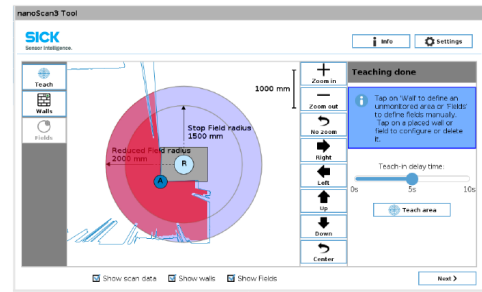 nanoScan3 Tool
SICK
Sensor Intelligence.
Info
Settings
Teach
Walls
Fields
1000 mm
Stop Field radius
1500 mm
Reduced Field radius
2000 mm
R
A
Zoom in
Zoom out
No zoom
Right
Left
Up
Down
Center
Teaching done
Tap on 'Wall' to define an
unmonitored area or 'Fields'
to define fields manually.
Tap on a placed wall or
field to configure or delete
it.
Teach-in delay time:
0s 5s 10s
Teach area
Show scan data Show walls Show Fields
Next >